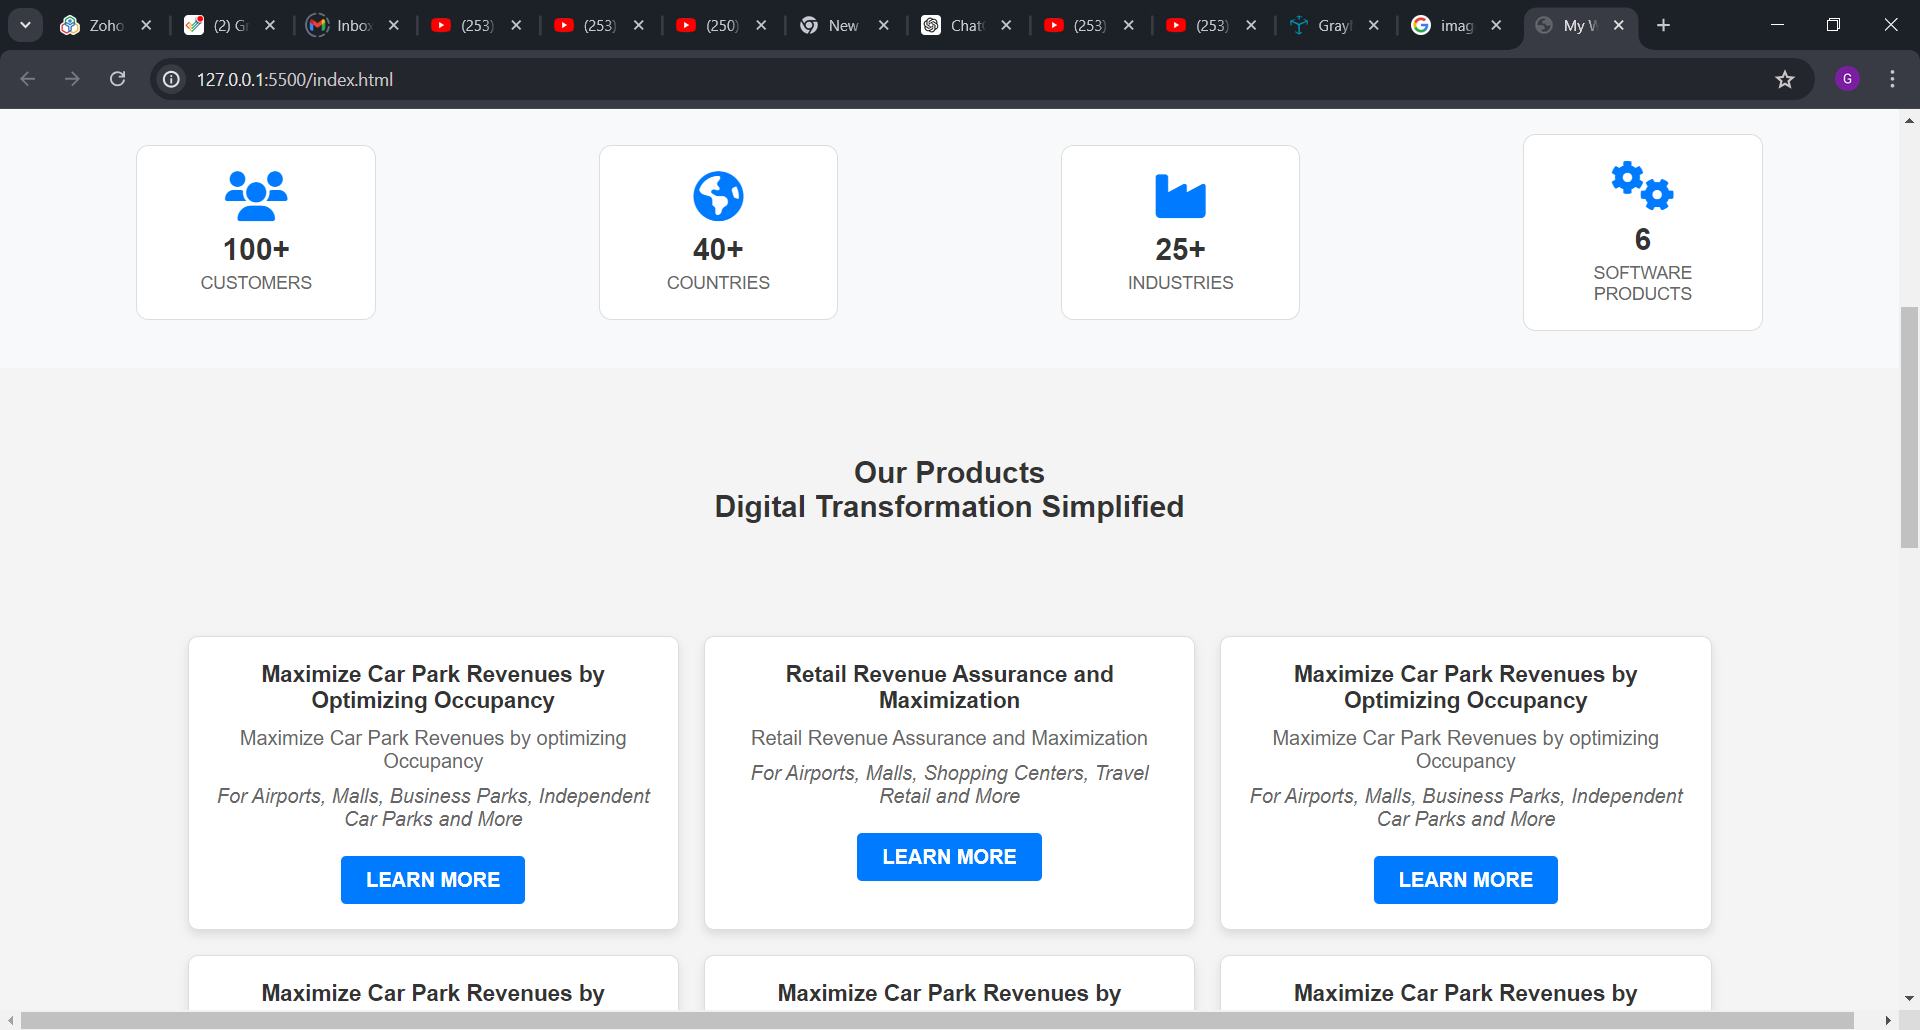 Zoho
(2) G
Inbox
(253)
(253)
(250)
New
Chat
(253)
(253)
Gray
imag
My W
127.0.0.1:5500/index.html
G
100+
CUSTOMERS
40+
COUNTRIES
25+
INDUSTRIES
6
SOFTWARE
PRODUCTS
Our Products
Digital Transformation Simplified
Maximize Car Park Revenues by
Optimizing Occupancy
Maximize Car Park Revenues by optimizing
Occupancy
For Airports, Malls, Business Parks, Independent
Car Parks and More
LEARN MORE
Retail Revenue Assurance and
Maximization
Retail Revenue Assurance and Maximization
For Airports, Malls, Shopping Centers, Travel
Retail and More
LEARN MORE
Maximize Car Park Revenues by
Optimizing Occupancy
Maximize Car Park Revenues by optimizing
Occupancy
For Airports, Malls, Business Parks, Independent
Car Parks and More
LEARN MORE
Maximize Car Park Revenues by
Maximize Car Park Revenues by
Maximize Car Park Revenues by